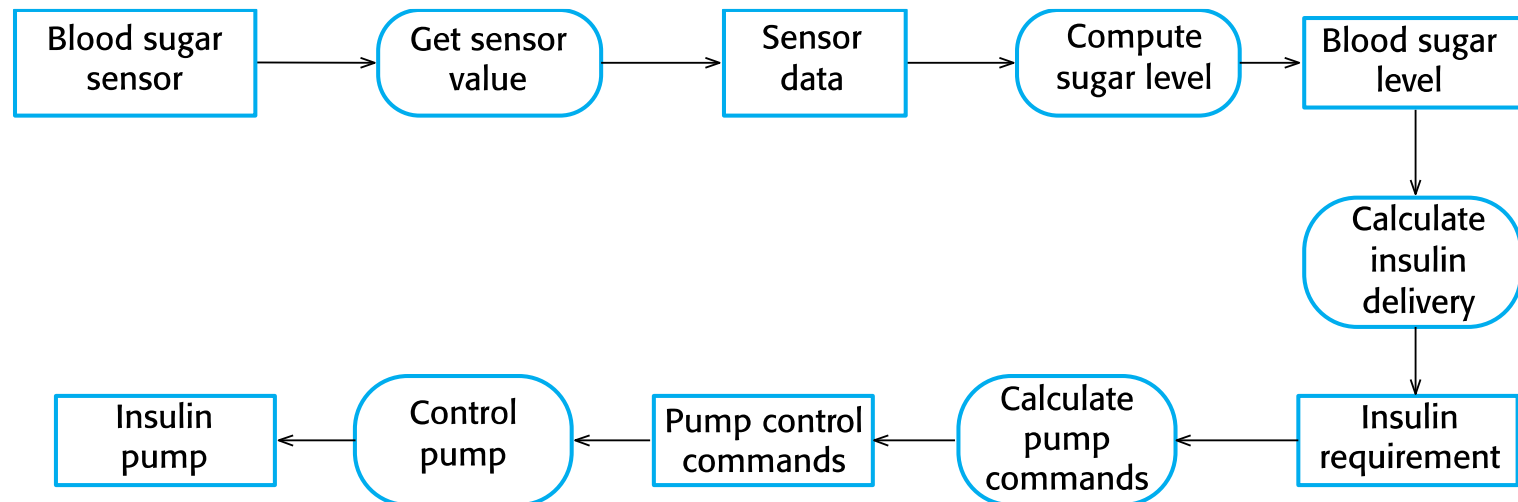 Blood sugar
sensor
Get sensor
value
Sensor
data
Compute
sugar level
Blood sugar
level
Calculate
insulin
delivery
Insulin
requirement
Calculate
pump
commands
Pump control
commands
Control
pump
Insulin
pump